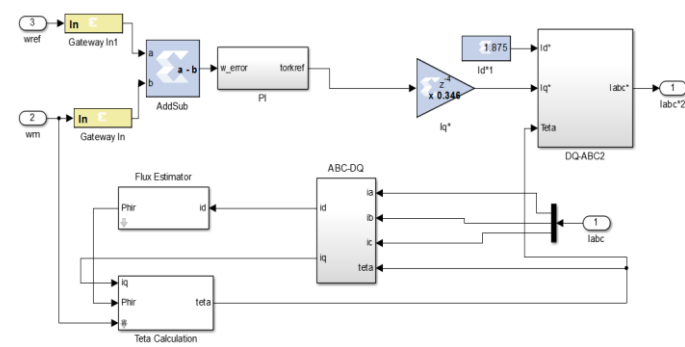 3
wref
In
Gateway In1
a
b
a - b
AddSub
w_error
torkref
PI
z-4
x 0.346
Iq*
1.875
Id*1
Id*
Iq*
Teta
Iabc*
DQ-ABC2
1
Iabc*2
2
wm
In
Gateway In
Flux Estimator
Phir
id
ABC-DQ
id
iq
ia
ib
ic
teta
1
Iabc
iq
Phir
teta
Teta Calculation